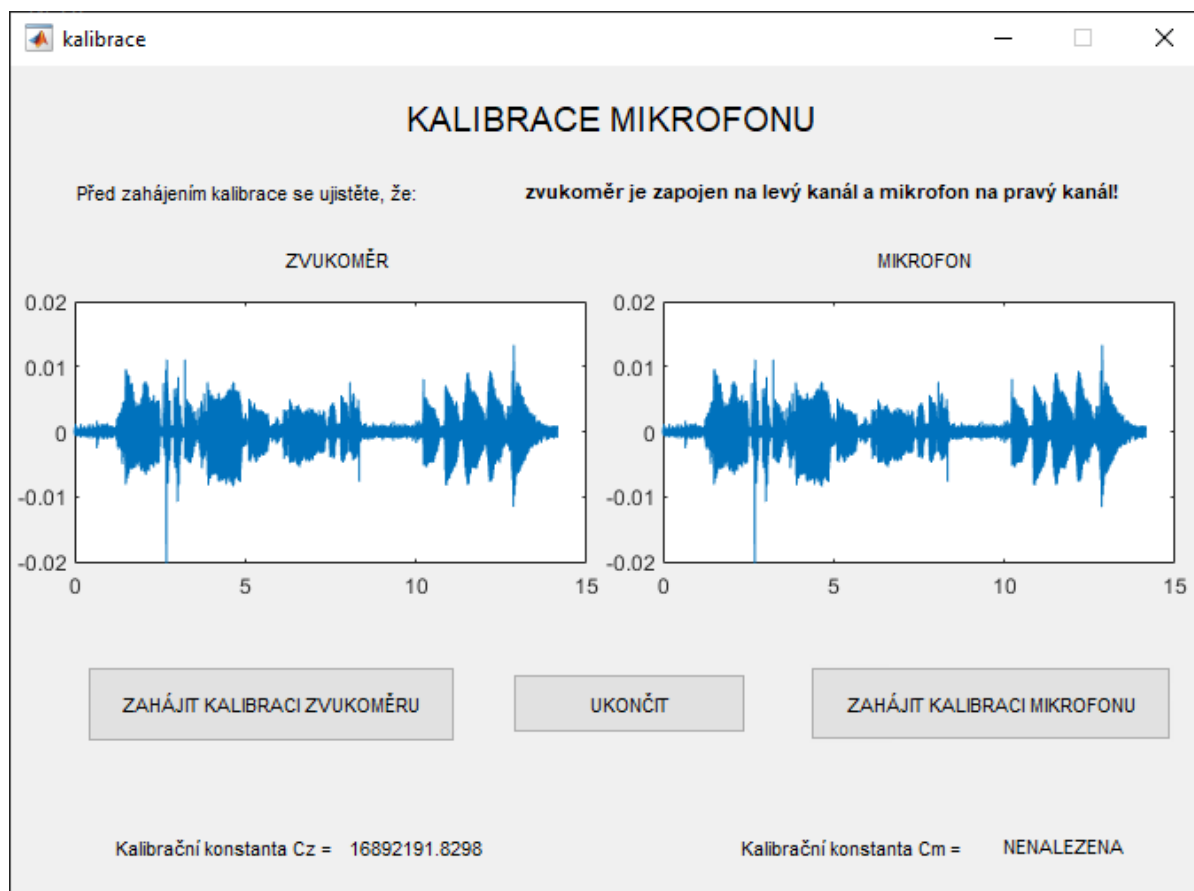 kalibrace
KALIBRACE MIKROFONU
Před zahájením kalibrace se ujistěte, že: zvukoměr je zapojen na levý kanál a mikrofon na pravý kanál!
ZVUKOMĚR MIKROFON
0.02 0.02
0.01 0.01
0 0
-0.01 -0.01
-0.02 -0.02
0 5 10 15 0 5 10 15
ZAHÁJIT KALIBRACI ZVUKOMĚRU UKONČIT ZAHÁJIT KALIBRACI MIKROFONU
Kalibrační konstanta Cz = 16892191.8298 Kalibrační konstanta Cm = NENALEZENA